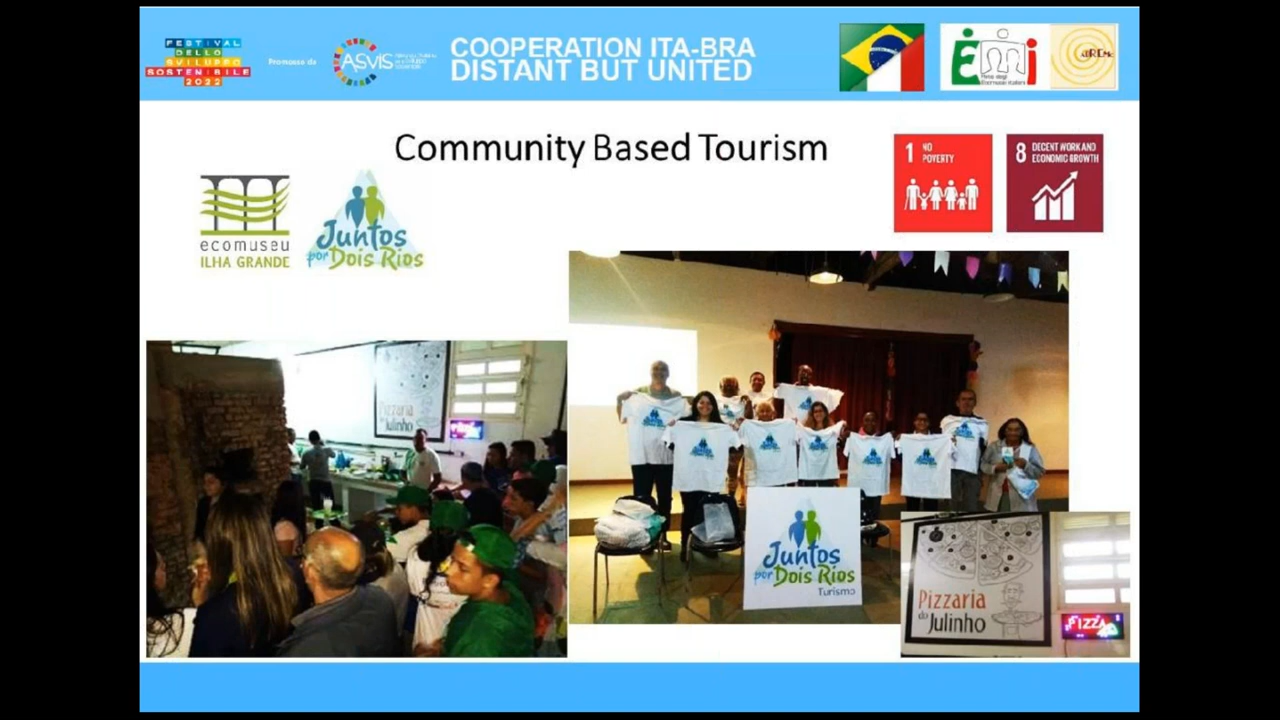 FESTIVAL
DELLO
SVILUPPO
SOSTENIBILE
2022
Promosso da
ASVIS
COOPERATION ITA-BRA
DISTANT BUT UNITED
Community Based Tourism
1 NO
POVERTY
8 DECENT WORK AND
ECONOMIC GROWTH
ecomuseu
ILHA GRANDE
Juntos
por Dois Rios
Pizzaria
do Julinho
Juntos
por Dois Rios
Turismo
Pizzaria
do Julinho
PIZZA